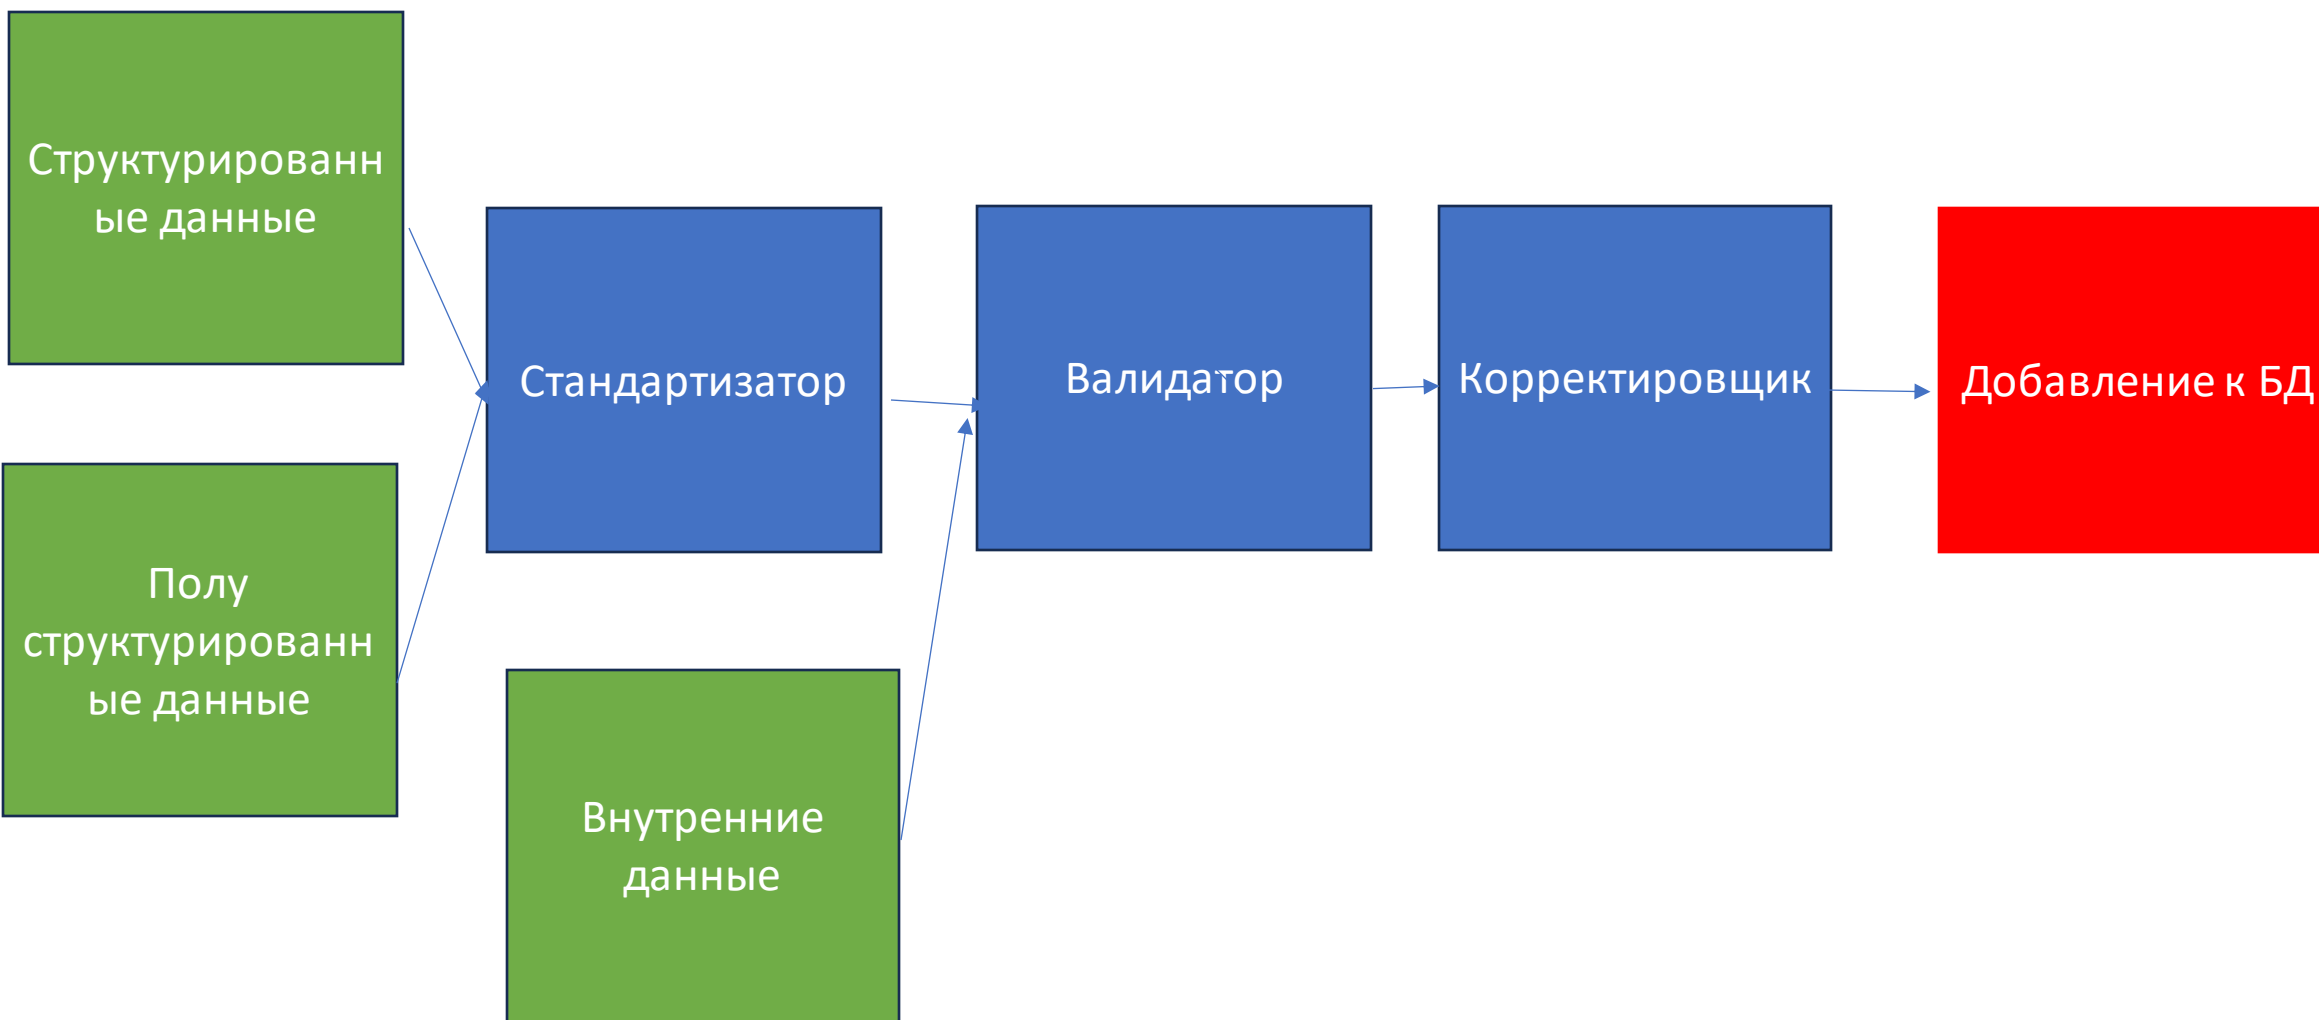 Структурированн
ые данные
Полу
структурированн
ые данные
Стандартизатор
Внутренние
данные
Валидатор
Корректировщик
Добавление к БД